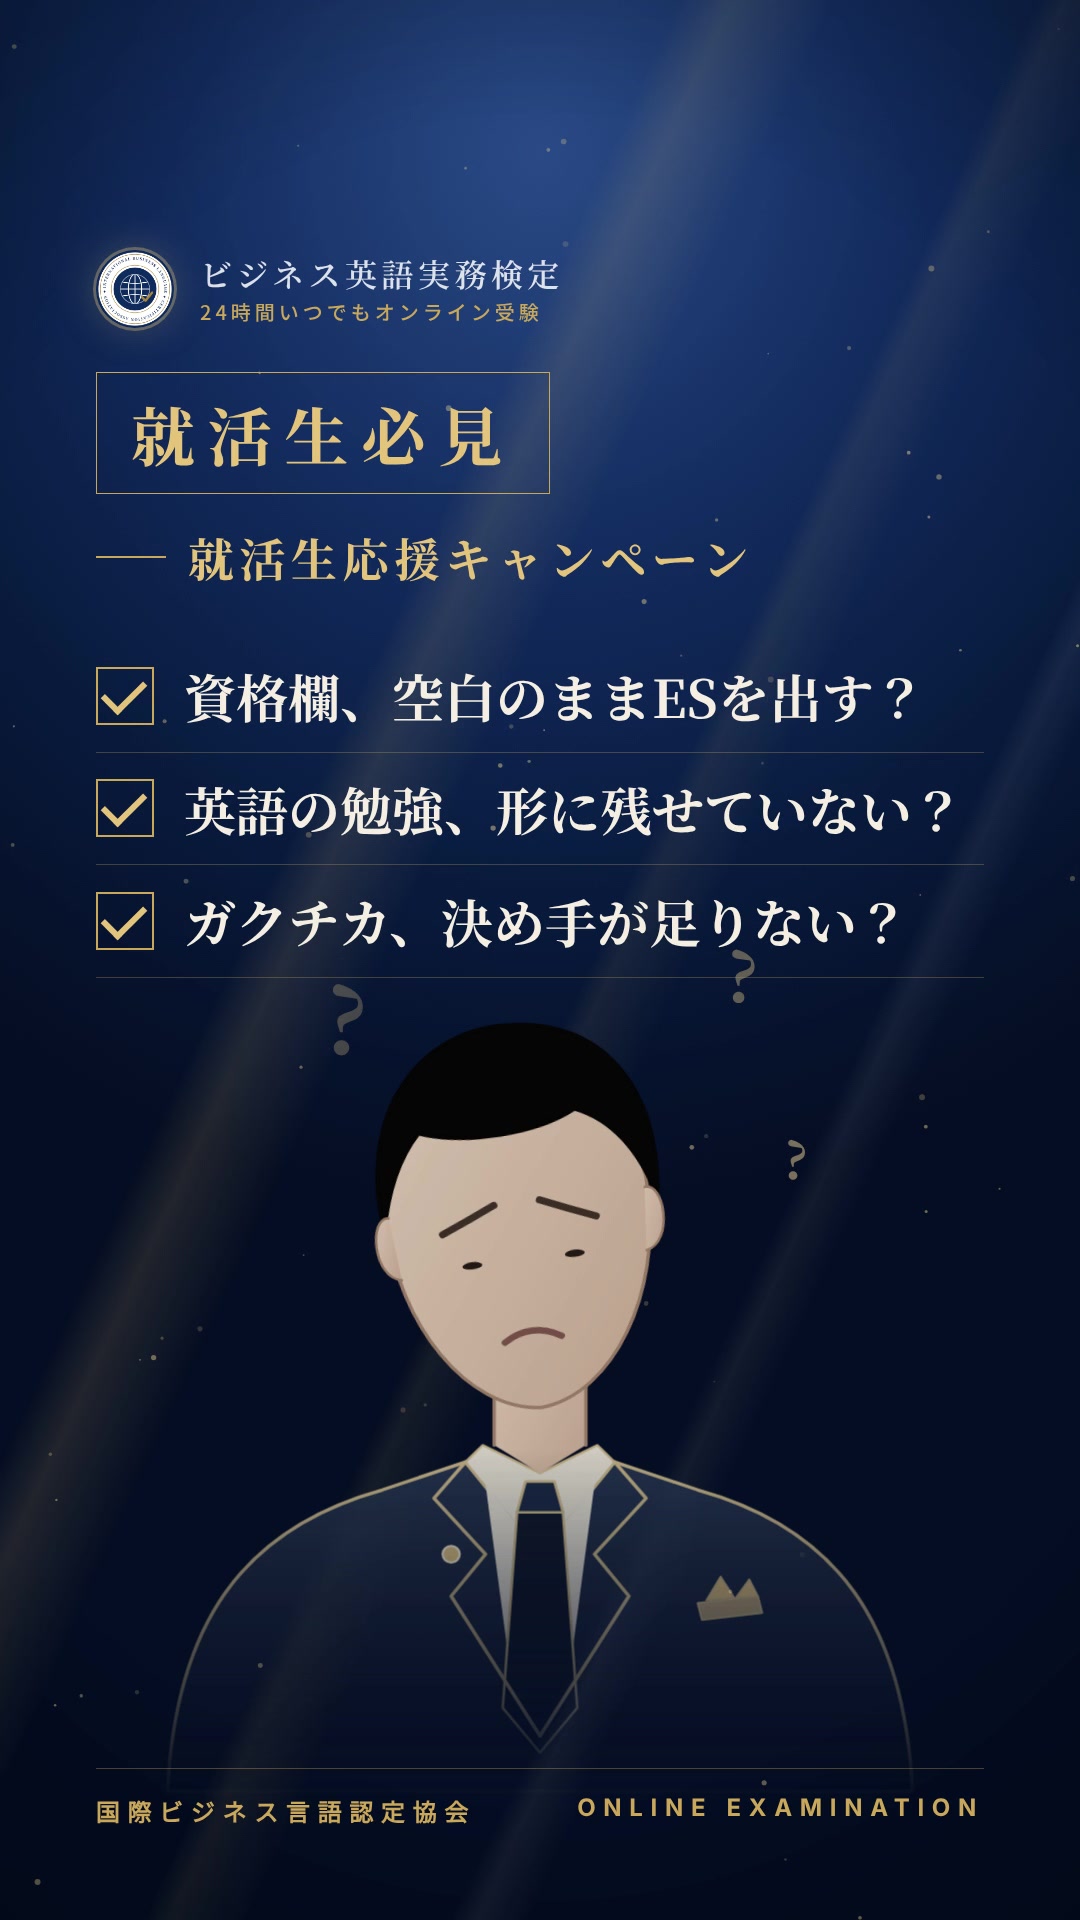 ビジネス英語実務検定
24時間いつでもオンライン受験
就活生必見
就活生応援キャンペーン
資格欄、空白のままESを出す？
英語の勉強、形に残せていない？
ガクチカ、決め手が足りない？
?
?
?
国際ビジネス言語認定協会
ONLINE EXAMINATION